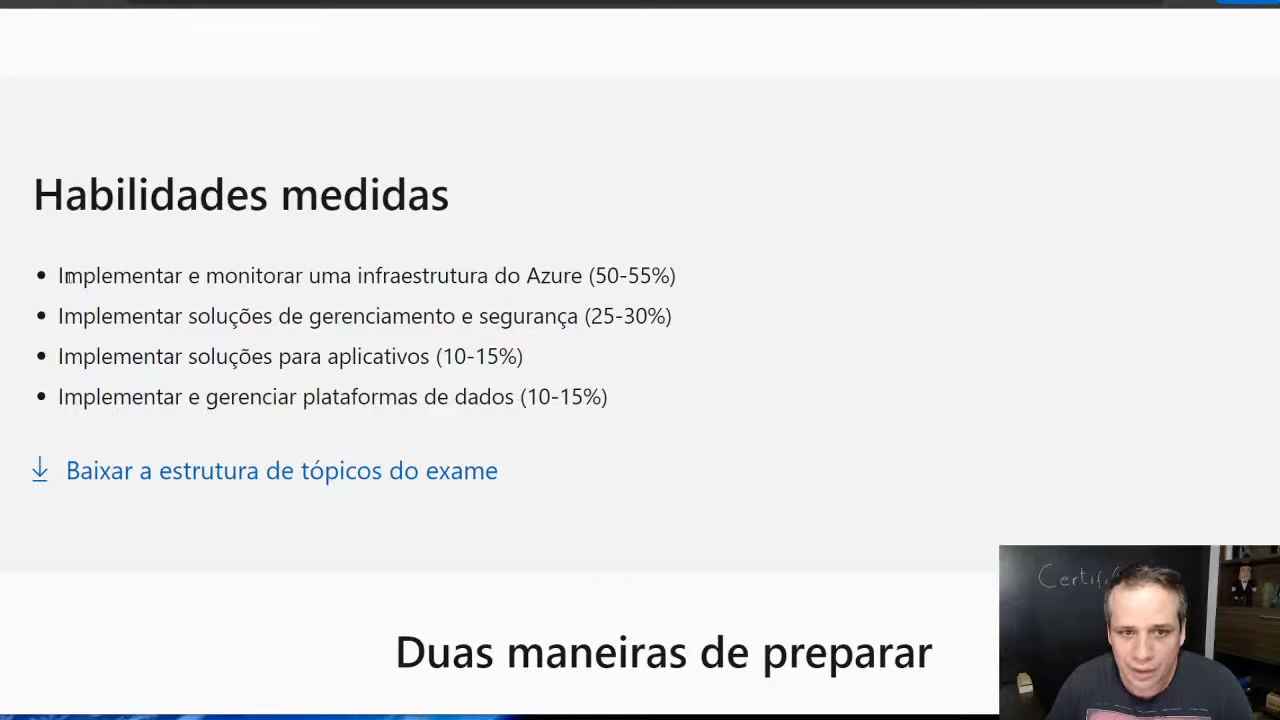 Habilidades medidas
Implementar e monitorar uma infraestrutura do Azure (50-55%)
Implementar soluções de gerenciamento e segurança (25-30%)
Implementar soluções para aplicativos (10-15%)
Implementar e gerenciar plataformas de dados (10-15%)
Baixar a estrutura de tópicos do exame
Duas maneiras de preparar